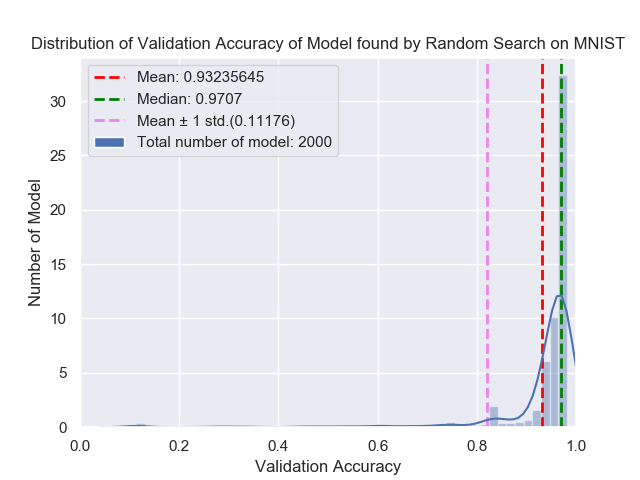 Distribution of Validation Accuracy of Model found by Random Search on MNIST
Mean: 0.93235645
Median: 0.9707
Mean ± 1 std.(0.11176)
Total number of model: 2000
Number of Model
30
25
20
15
10
5
0
0.0 0.2 0.4 0.6 0.8 1.0
Validation Accuracy